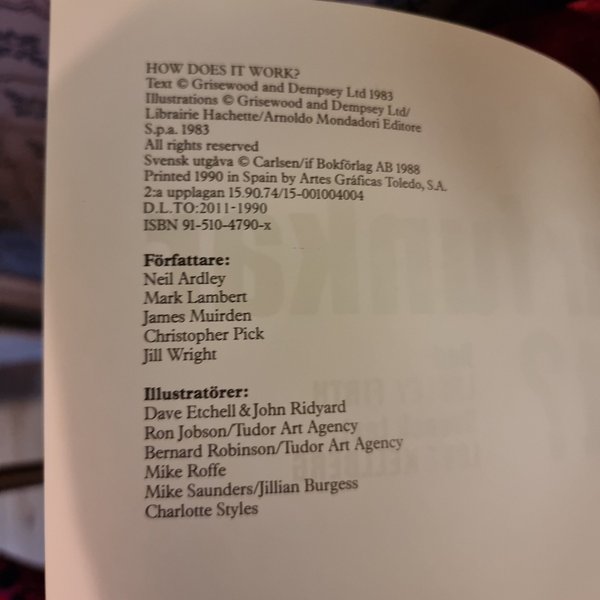 HOW DOES IT WORK?
Text © Grisewood and Dempsey Ltd 1983
Illustrations © Grisewood and Dempsey Ltd/
Librairie Hachette/Arnoldo Mondadori Editore
S.p.a. 1983
All rights reserved
Svensk utgåva © Carlsen/if Bokförlag AB 1988
Printed 1990 in Spain by Artes Gráficas Toledo, S.A.
2:a upplagan 15.90.74/15-001004004
D.L.TO:2011-1990
ISBN 91-510-4790-x
Författare:
Neil Ardley
Mark Lambert
James Muirden
Christopher Pick
Jill Wright
Illustratörer:
Dave Etchell & John Ridyard
Ron Jobson/Tudor Art Agency
Bernard Robinson/Tudor Art Agency
Mike Roffe
Mike Saunders/Jillian Burgess
Charlotte Styles